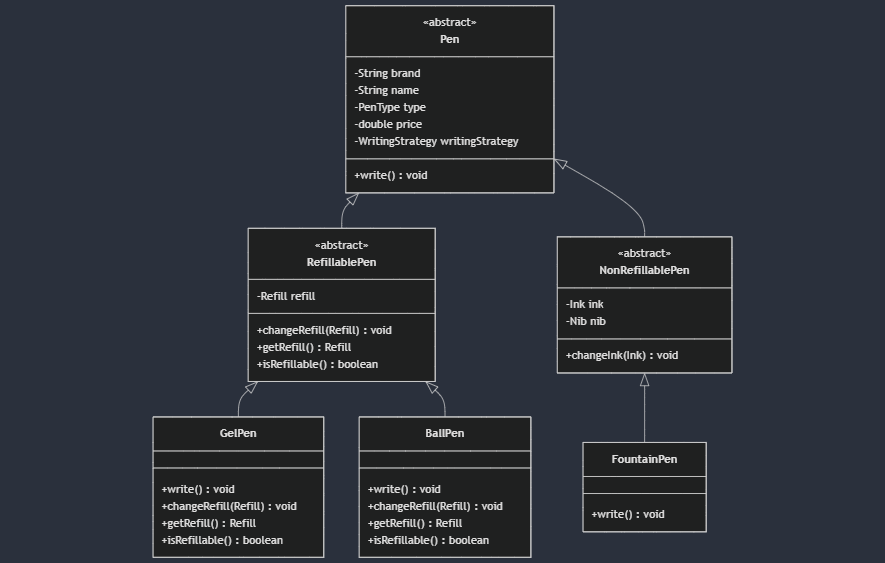 «abstract»
Pen
-String brand
-String name
-PenType type
-double price
-WritingStrategy writingStrategy
+write() : void
«abstract»
RefillablePen
-Refill refill
+changeRefill(Refill) : void
+getRefill() : Refill
+isRefillable() : boolean
«abstract»
NonRefillablePen
-Ink ink
-Nib nib
+changeInk(Ink) : void
GelPen
+write() : void
+changeRefill(Refill) : void
+getRefill() : Refill
+isRefillable() : boolean
BallPen
+write() : void
+changeRefill(Refill) : void
+getRefill() : Refill
+isRefillable() : boolean
FountainPen
+write() : void